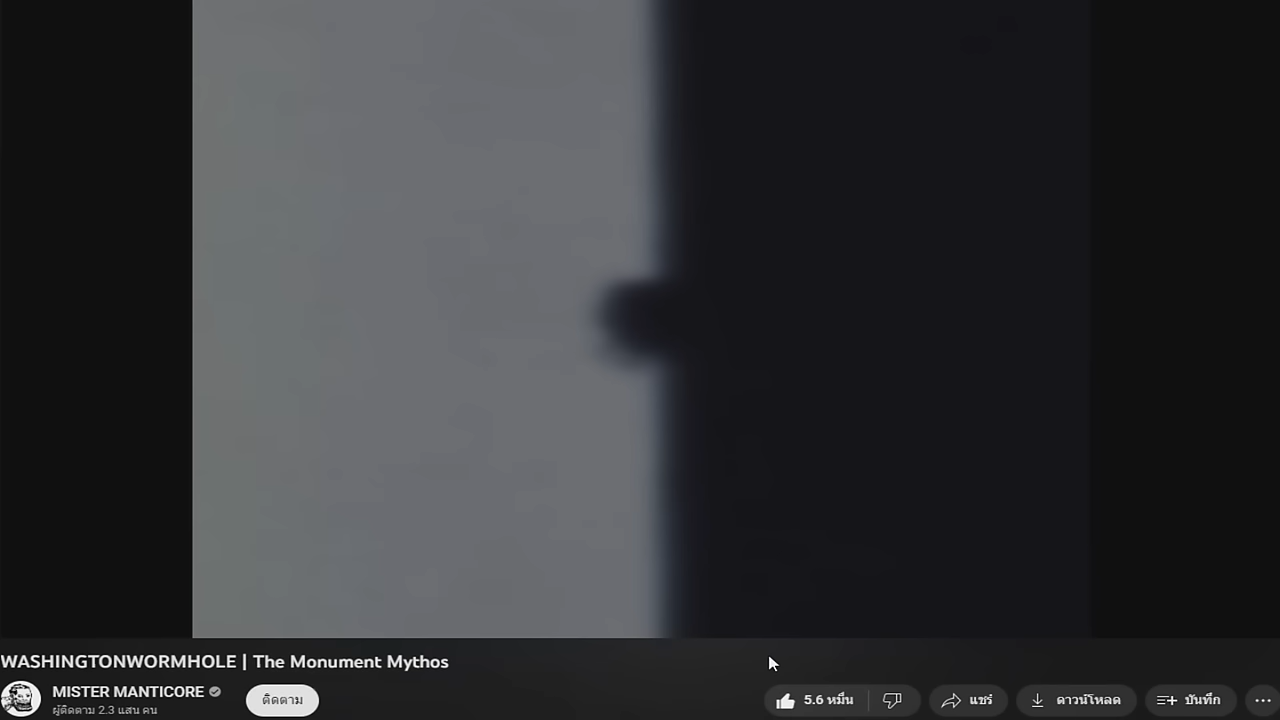 WASHINGTONWORMHOLE | The Monument Mythos
MISTER MANTICORE
ผู้ติดตาม 2.3 แสน คน
ติดตาม
5.6 หมื่น
แชร์
ดาวน์โหลด
บันทึก